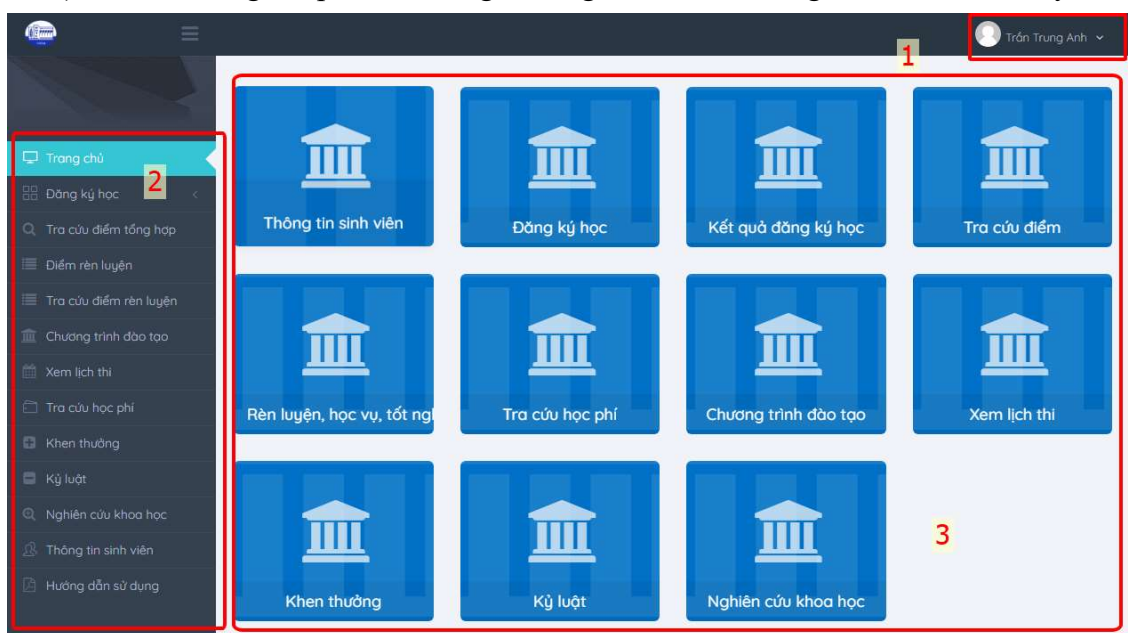 Trần Trung Anh
1
Trang chủ
2
Đăng ký học
Tra cứu điểm tổng hợp
Điểm rèn luyện
Tra cứu điểm rèn luyện
Chương trình đào tạo
Xem lịch thi
Tra cứu học phí
Khen thưởng
Kỷ luật
Nghiên cứu khoa học
Thông tin sinh viên
Hướng dẫn sử dụng
Thông tin sinh viên
Đăng ký học
Kết quả đăng ký học
Tra cứu điểm
Rèn luyện, học vụ, tốt ngl
Tra cứu học phí
Chương trình đào tạo
Xem lịch thi
Khen thưởng
Kỷ luật
Nghiên cứu khoa học
3